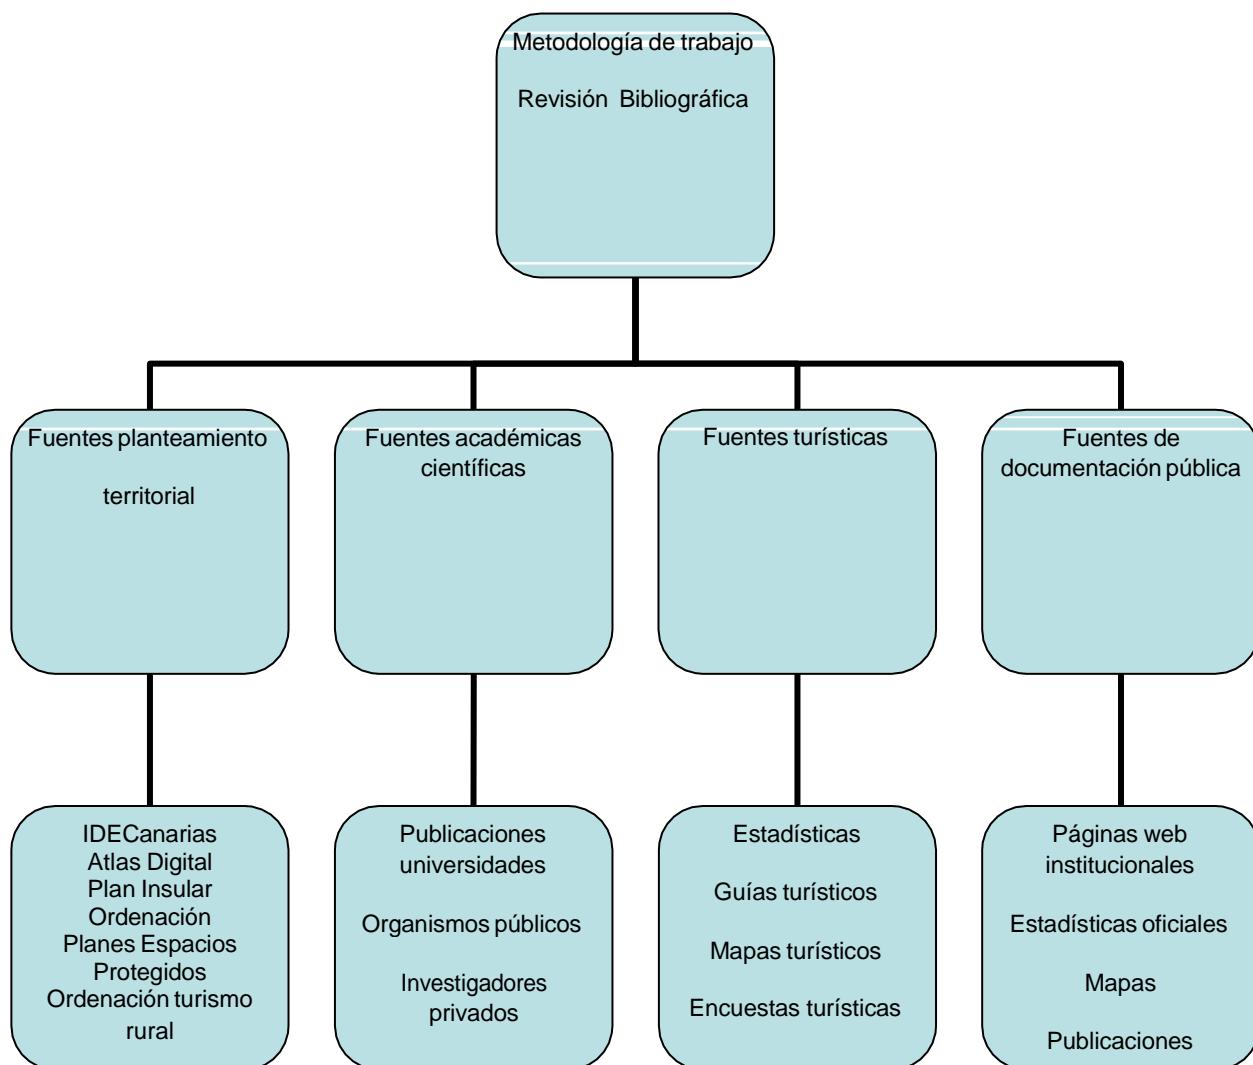 Metodología de trabajo
Revisión Bibliográfica
Fuentes planteamiento
territorial
Fuentes académicas
científicas
Fuentes turísticas
Fuentes de
documentación pública
IDECanarias
Atlas Digital
Plan Insular
Ordenación
Planes Espacios
Protegidos
Ordenación turismo
rural
Publicaciones
universidades
Organismos públicos
Investigadores
privados
Estadísticas
Guías turísticos
Mapas turísticos
Encuestas turísticas
Páginas web
institucionales
Estadísticas oficiales
Mapas
Publicaciones